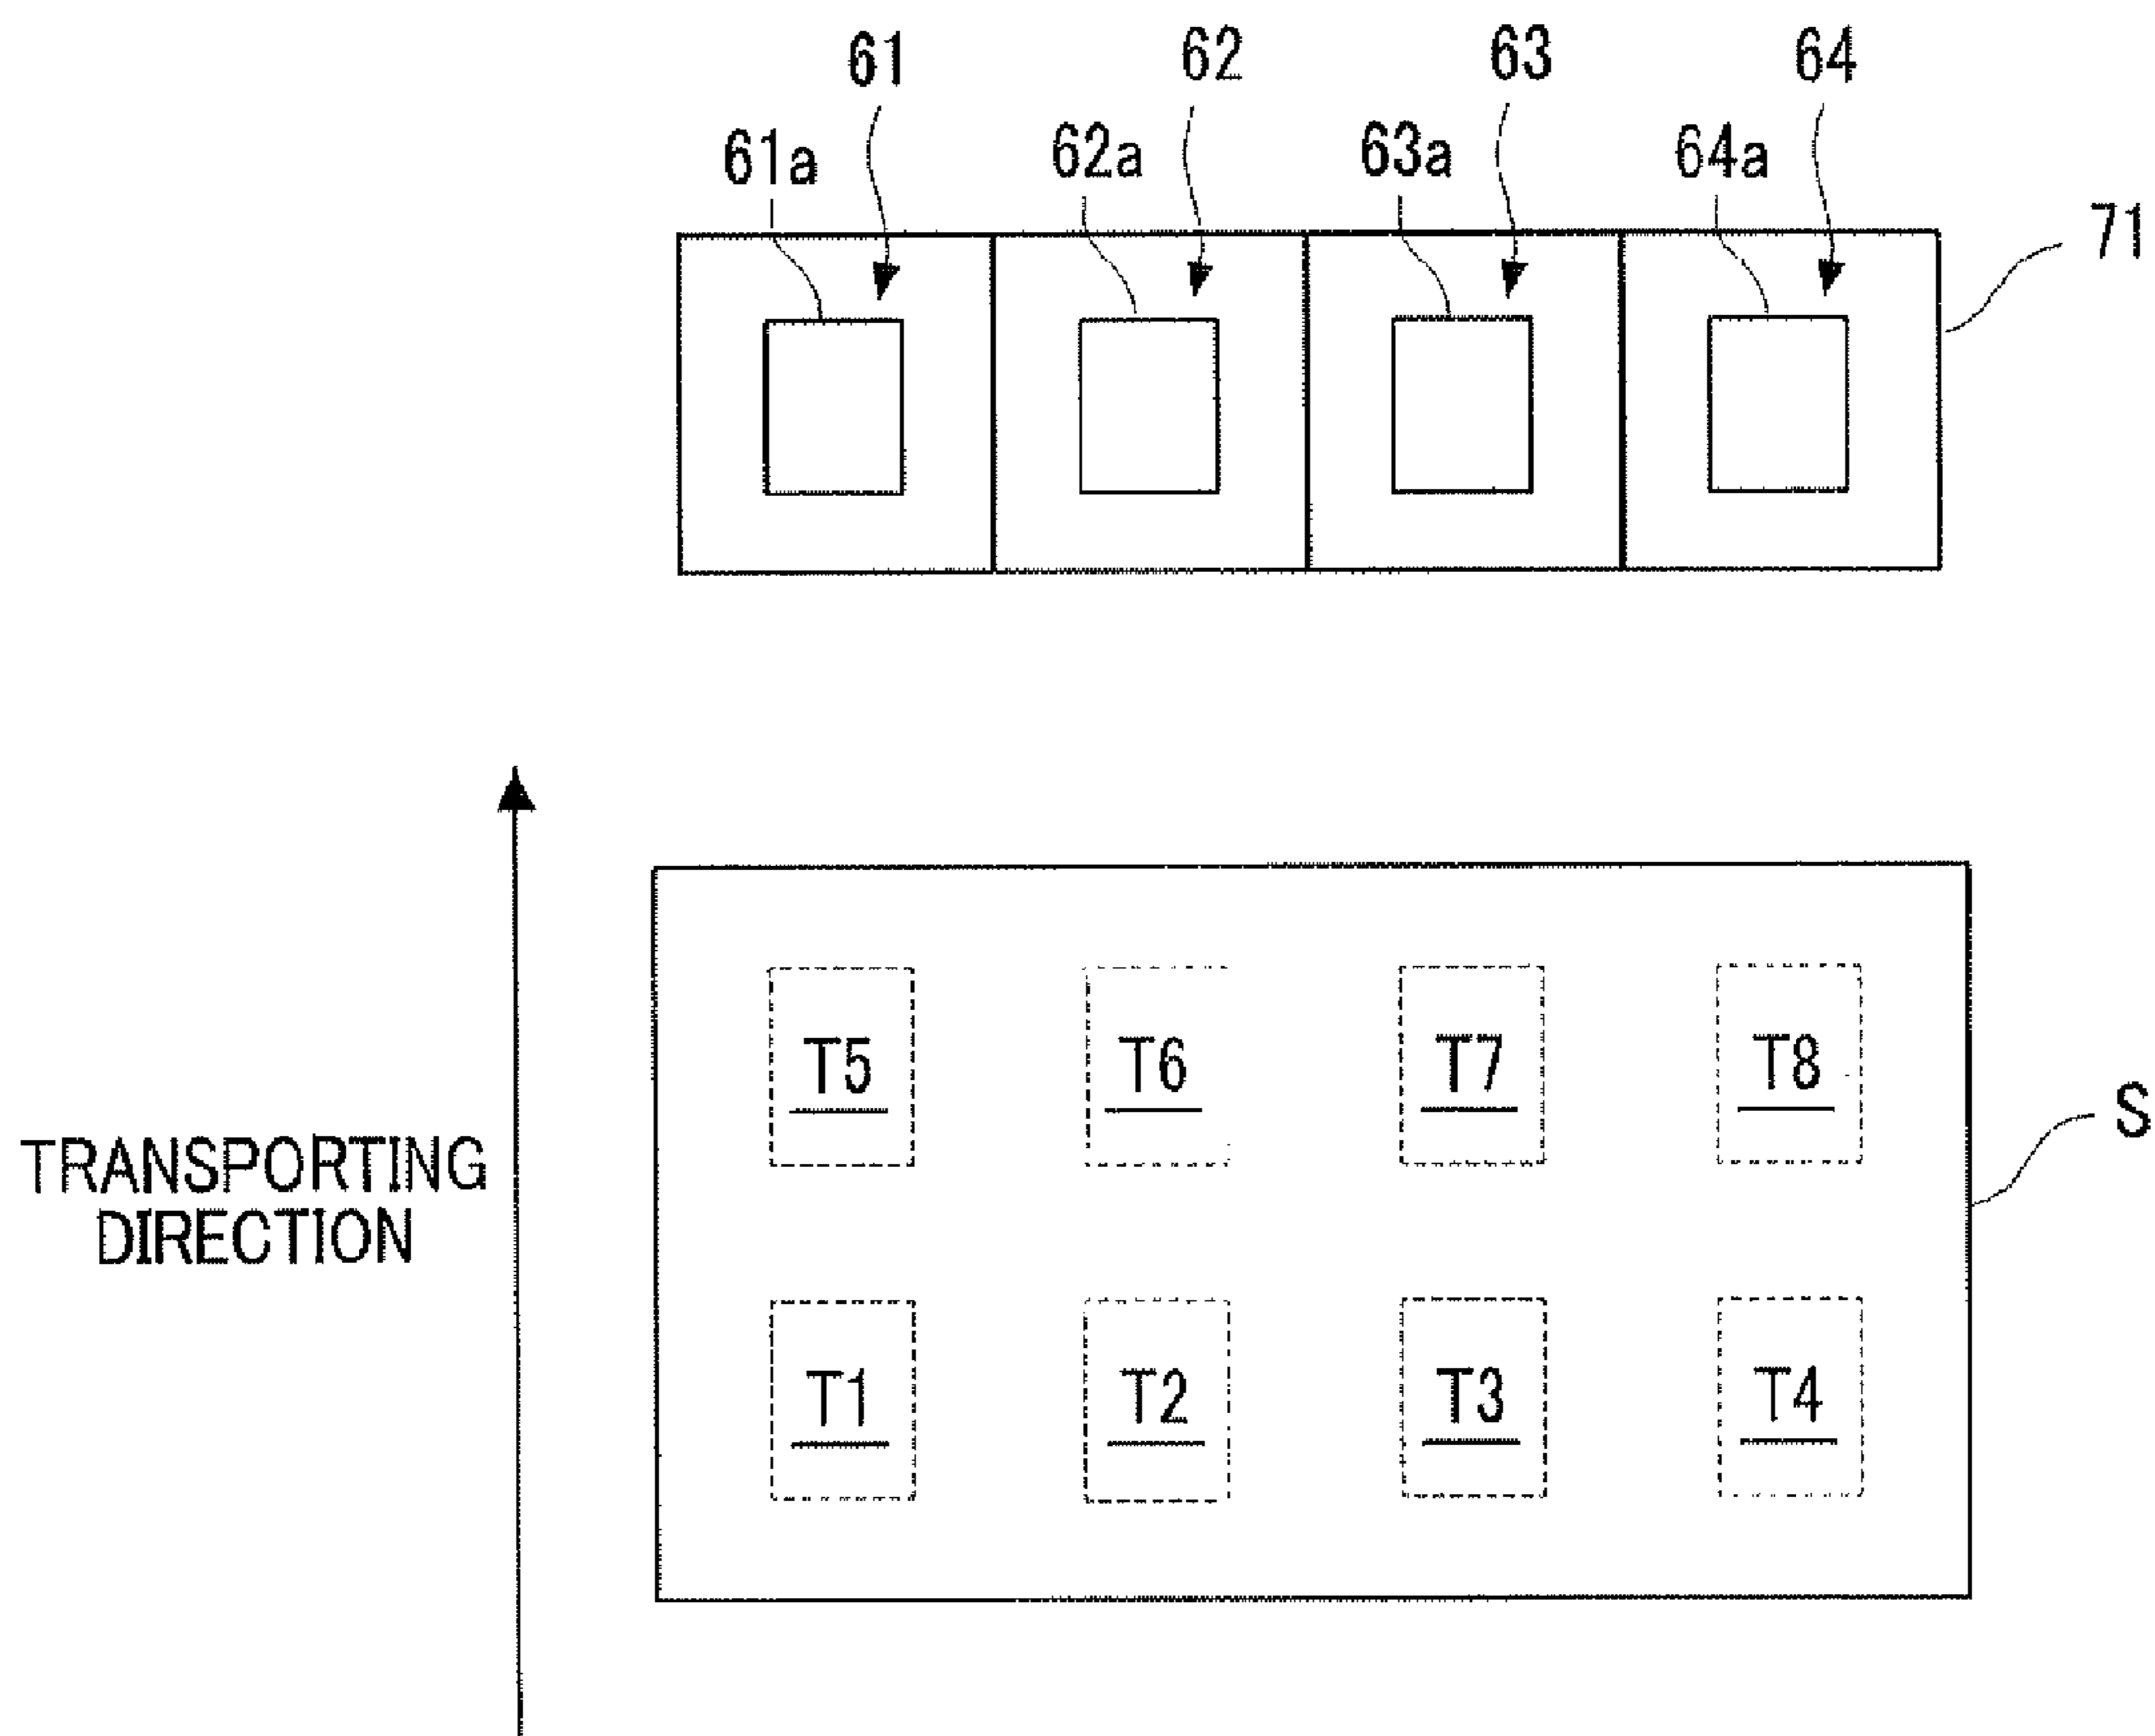 61 62 63 64
61a 62a 63a 64a
71
T5 T6 T7 T8
S
TRANSPORTING
DIRECTION
T1 T2 T3 T4